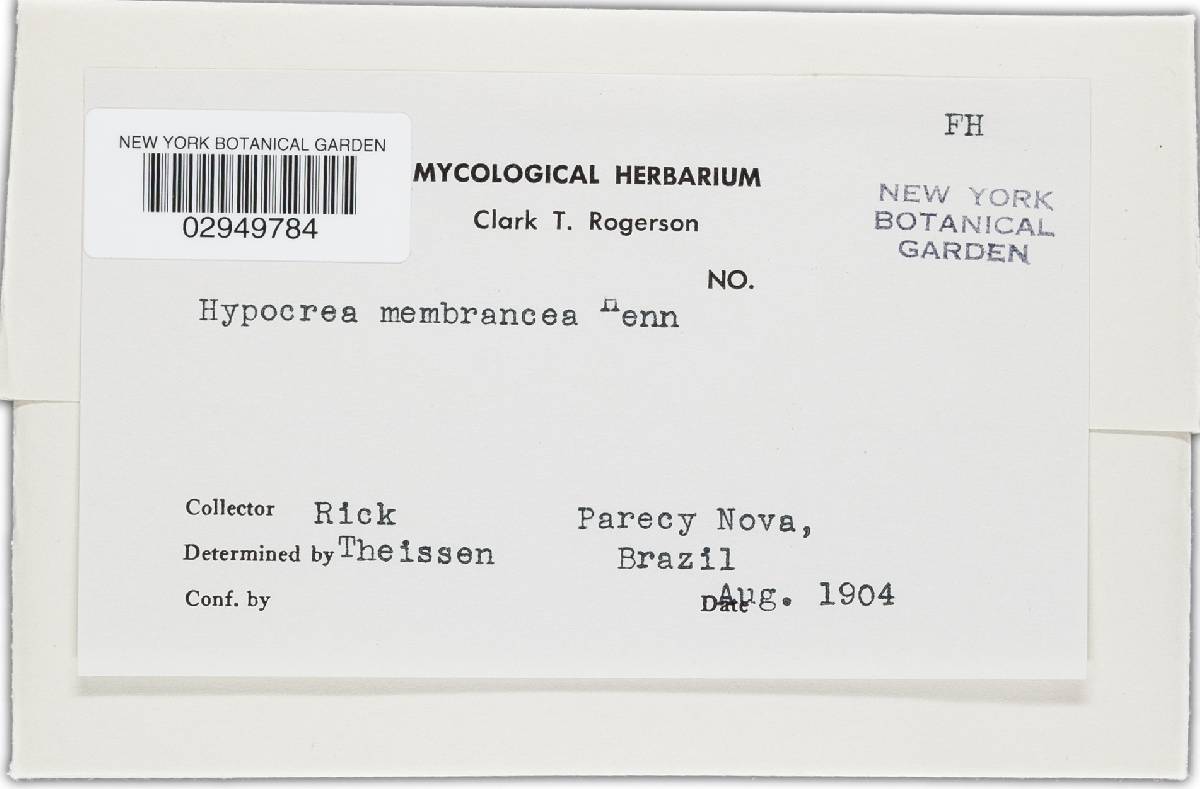 FH
NEW YORK BOTANICAL GARDEN
02949784
MYCOLOGICAL HERBARIUM
Clark T. Rogerson
NEW YORK
BOTANICAL
GARDEN
NO.
Hypocrea membrancea Henn
Collector Rick
Parecy Nova,
Determined by Theissen
Brazil
Conf. by
Date Aug. 1904